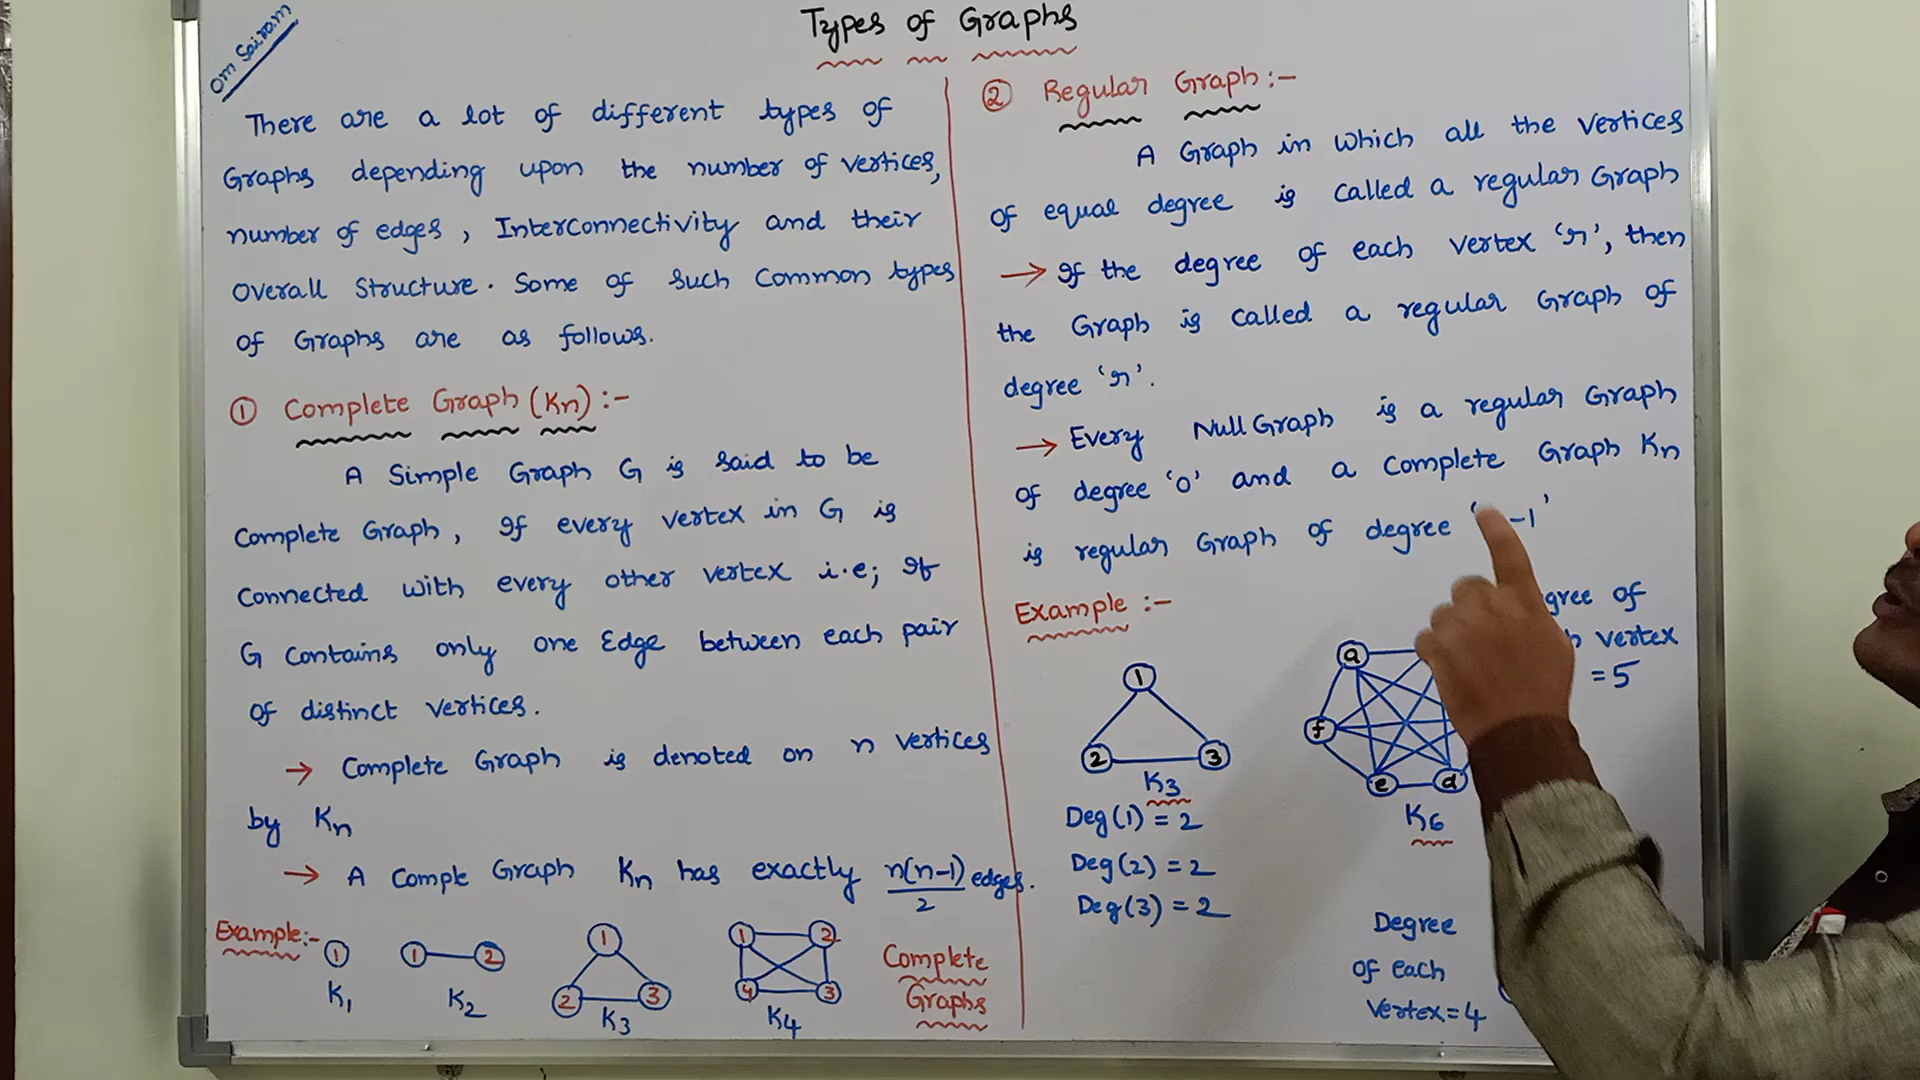 Om Sairam
Types of Graphs
There are a lot of different types of
Graphs depending upon the number of vertices,
number of edges, Interconnectivity and their
overall Structure. Some of such Common types
of Graphs are as follows.
① Complete Graph (Kn) :-
A Simple Graph G is said to be
Complete Graph, If every vertex in G is
Connected with every other vertex i.e; If
G Contains only one Edge between each pair
of distinct vertices.
→ Complete Graph is denoted on n vertices
by Kn
→ A Comple Graph Kn has exactly n(n-1)/2 edges.
Example:-
1
K1
1 2
K2
1
2 3
K3
1 2
4 3
K4
Complete
Graphs
② Regular Graph :-
A Graph in which all the vertices
of equal degree is called a regular Graph
→ If the degree of each vertex 'r', then
the Graph is called a regular Graph of
degree 'r'.
→ Every Null Graph is a regular Graph
of degree '0' and a Complete Graph Kn
is regular Graph of degree ' -1'
Example :-
1
2 3
K3
Deg(1) = 2
Deg(2) = 2
Deg(3) = 2
a
f
e d
K6
gree of
vertex
= 5
Degree
of each
Vertex = 4